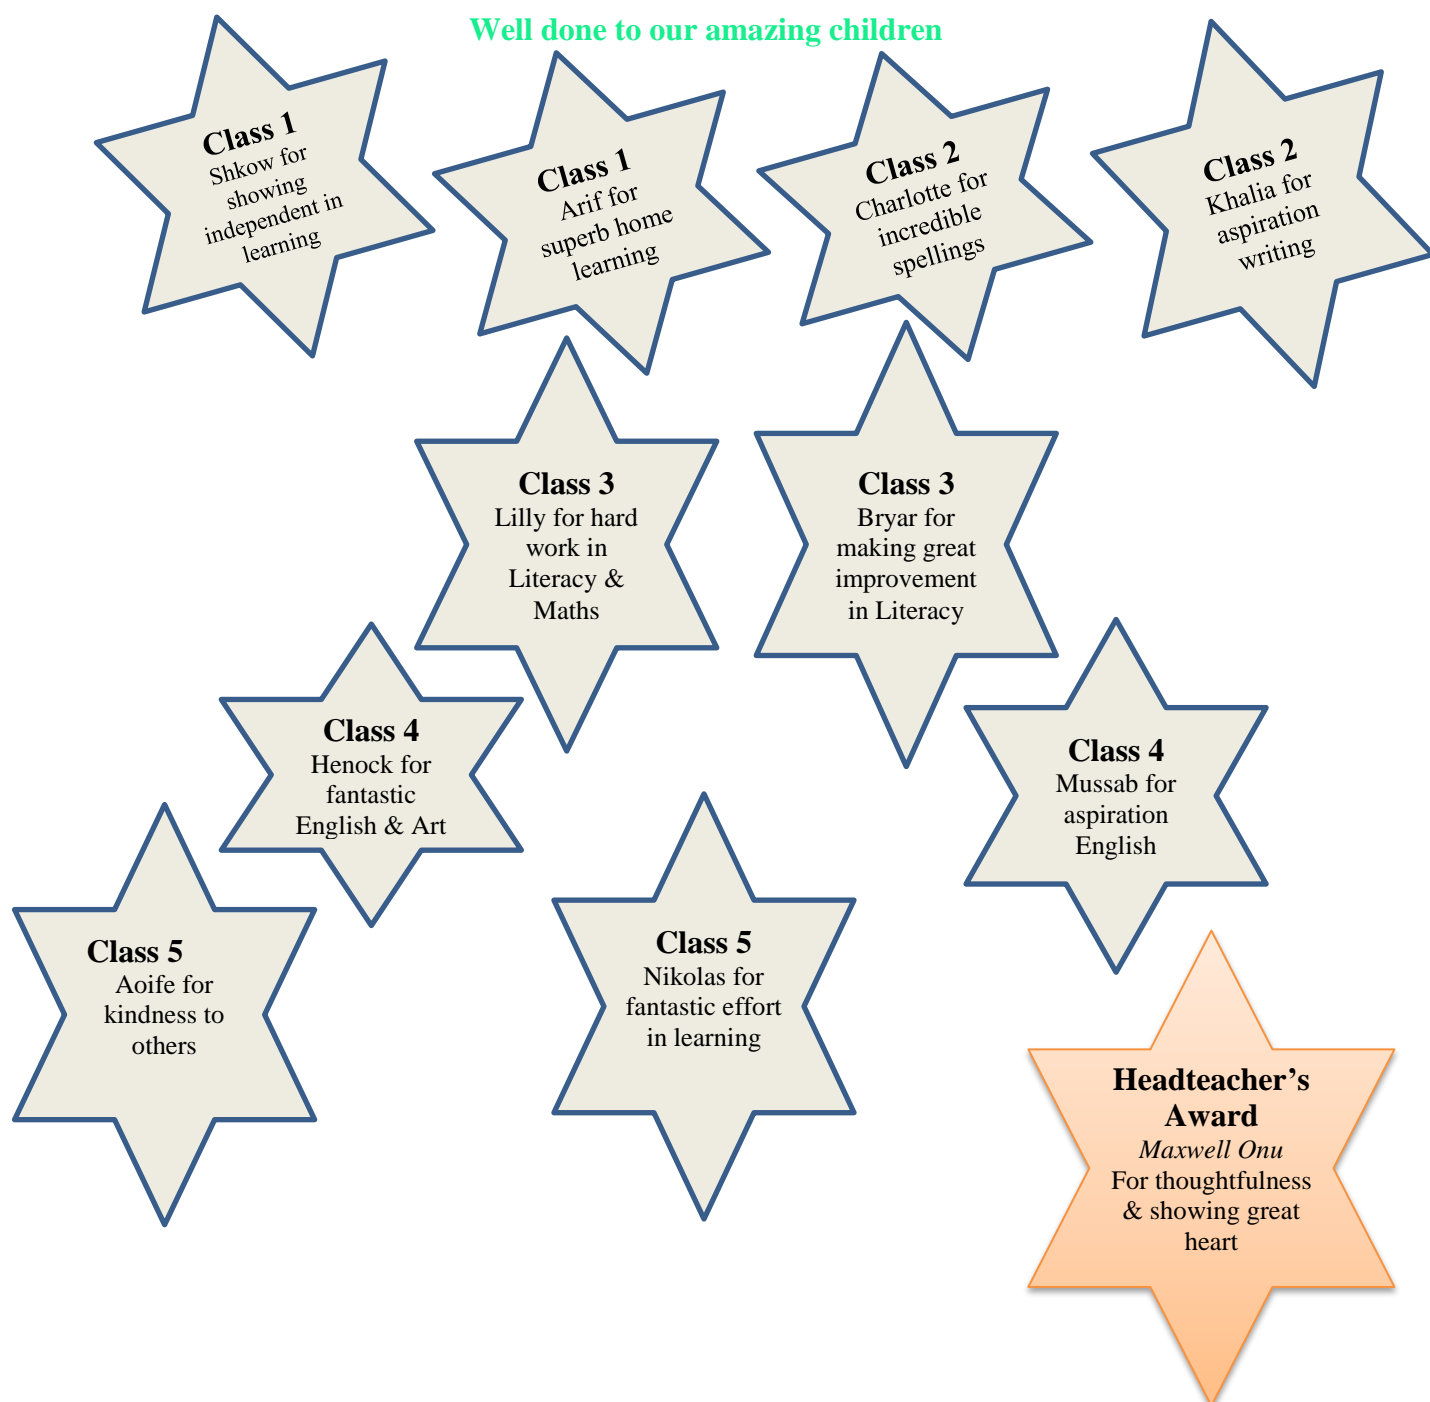 Well done to our amazing children
Class 1
Shkow for
showing
independent in
learning
Class 1
Arif for
superb home
learning
Class 2
Charlotte for
incredible
spellings
Class 2
Khalia for
aspiration
writing
Class 3
Lilly for hard
work in
Literacy &
Maths
Class 3
Bryar for
making great
improvement
in Literacy
Class 4
Henock for
fantastic
English & Art
Class 4
Mussab for
aspiration
English
Class 5
Aoife for
kindness to
others
Class 5
Nikolas for
fantastic effort
in learning
Headteacher’s
Award
Maxwell Onu
For thoughtfulness
& showing great
heart